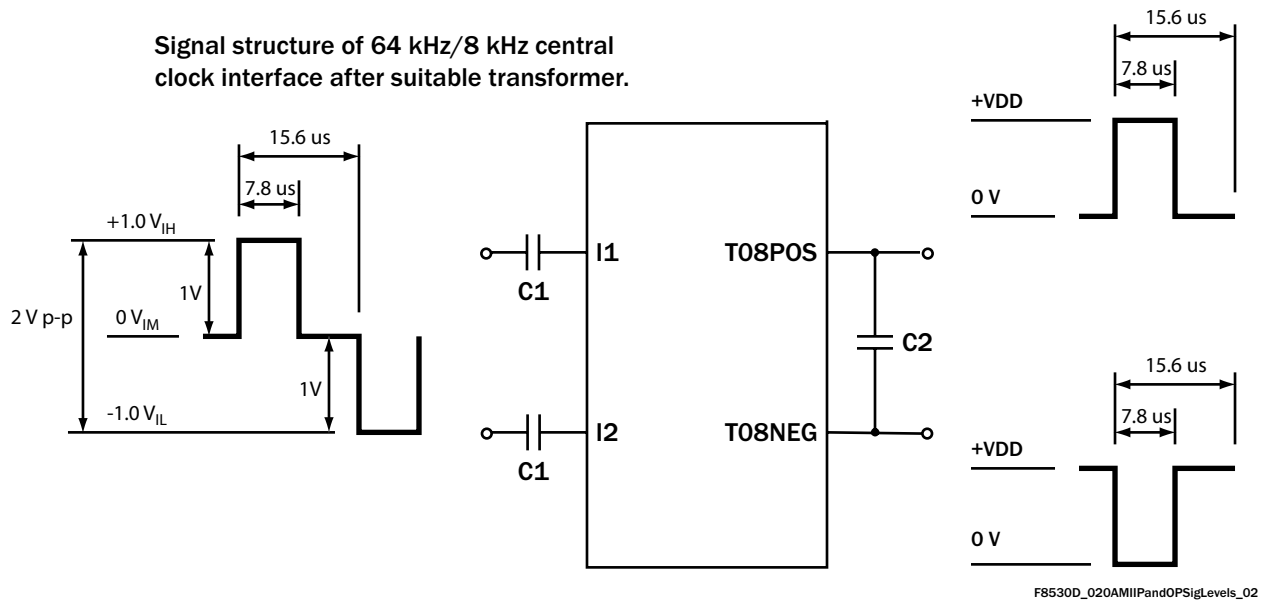 Signal structure of 64 kHz/8 kHz central
clock interface after suitable transformer.
15.6 us
7.8 us
+1.0 VIH
1V
2 V p-p
0 VIM
1V
-1.0 VIL
C1
I1
C1
I2
T08POS
C2
T08NEG
15.6 us
7.8 us
+VDD
0 V
15.6 us
7.8 us
+VDD
0 V
F8530D_020AMIIPandOPSigLevels_02